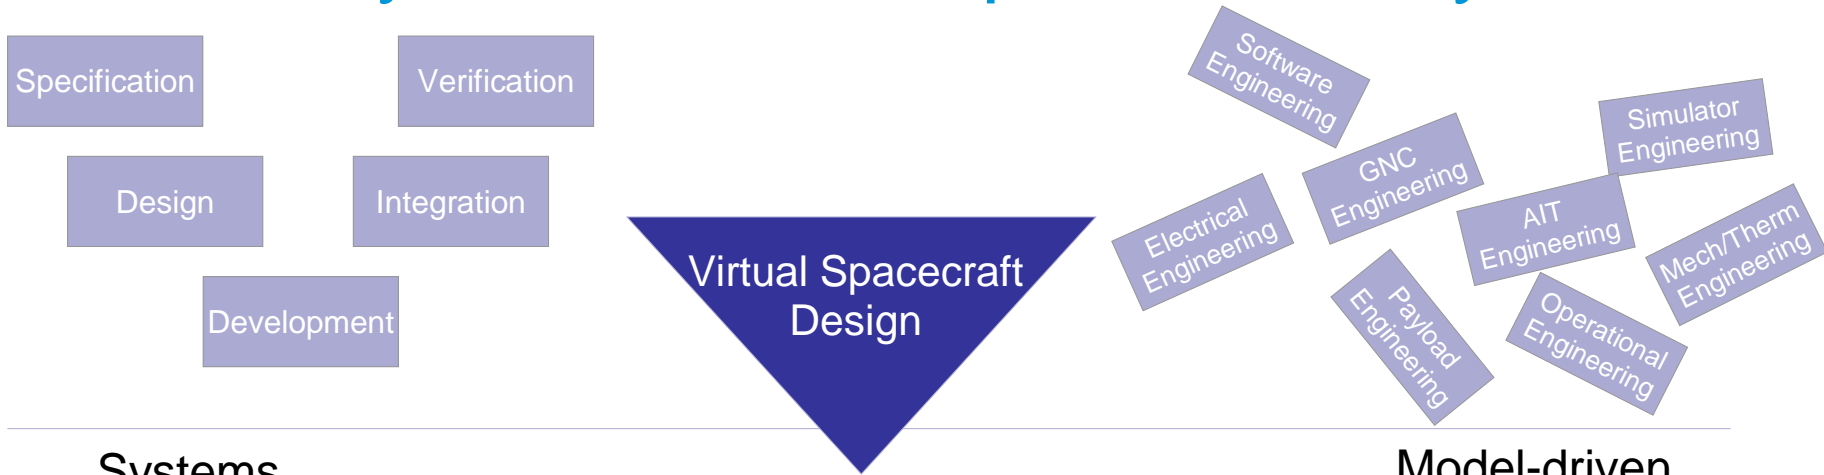 Specification
Verification
Design
Integration
Development
Virtual Spacecraft
Design
Software
Engineering
GNC
Engineering
Simulator
Engineering
Electrical
Engineering
AIT
Engineering
Mech/Therm
Engineering
Payload
Engineering
Operational
Engineering
Systems
Model-driven